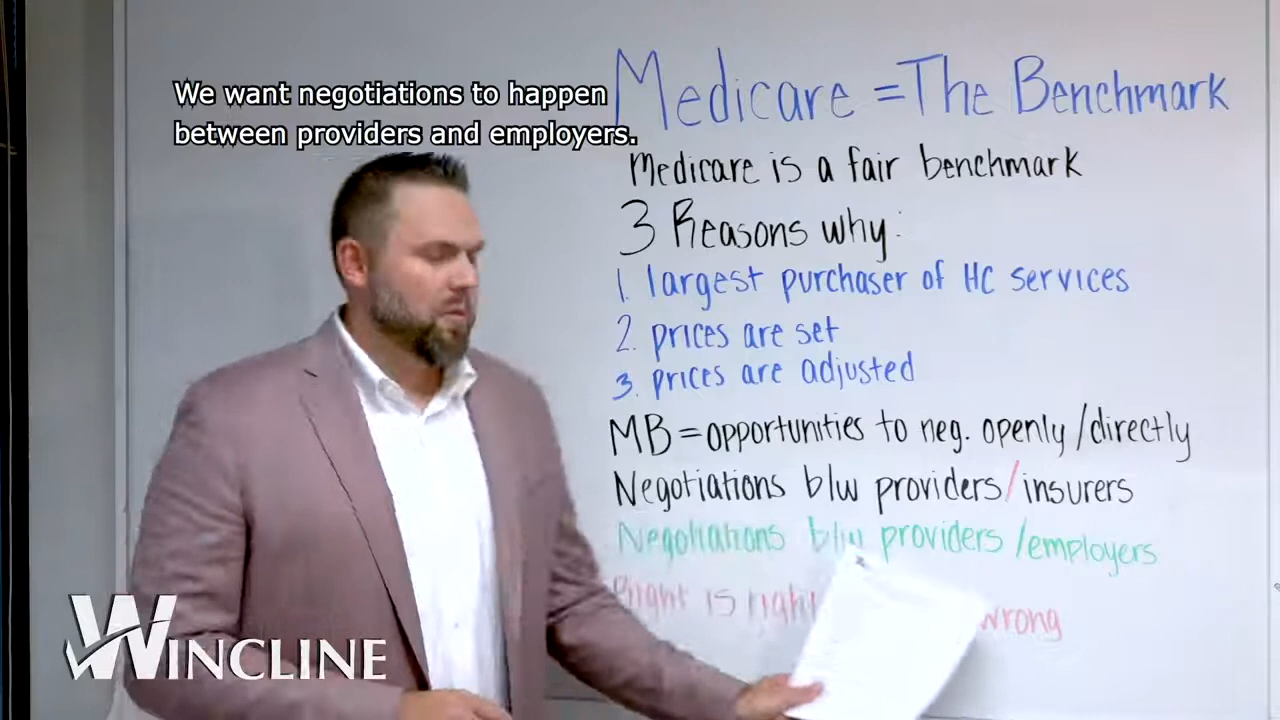 We want negotiations to happen
between providers and employers.
Medicare = The Benchmark
Medicare is a fair benchmark
3 Reasons why:
1. largest purchaser of HC services
2. prices are set
3. prices are adjusted
MB = opportunities to neg. openly/directly
Negotiations btw providers/insurers
Negotiations btw providers/employers
Right is right wrong
WINCLINE